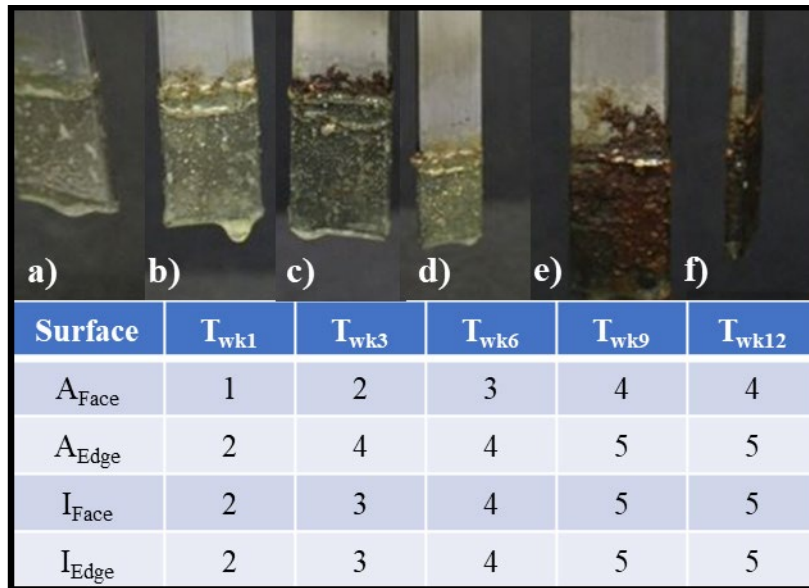 a) b) c) d) e) f)
Surface Twk1 Twk3 Twk6 Twk9 Twk12
AFace 1 2 3 4 4
AEdge 2 4 4 5 5
IFace 2 3 4 5 5
IEdge 2 3 4 5 5